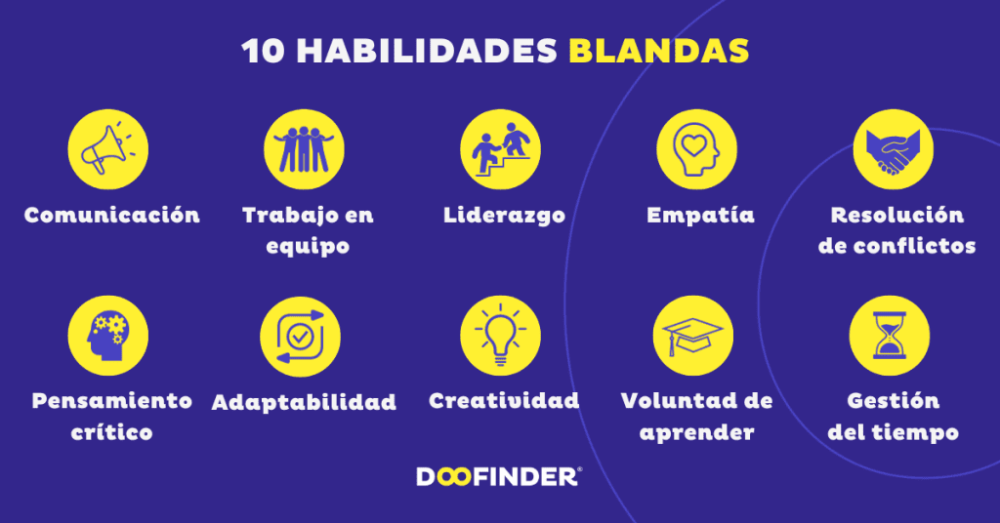 10 HABILIDADES BLANDAS
Comunicación
Trabajo en
equipo
Liderazgo
Empatía
Resolución
de conflictos
Pensamiento
crítico
Adaptabilidad
Creatividad
Voluntad de
aprender
Gestión
del tiempo
DOOFINDER®